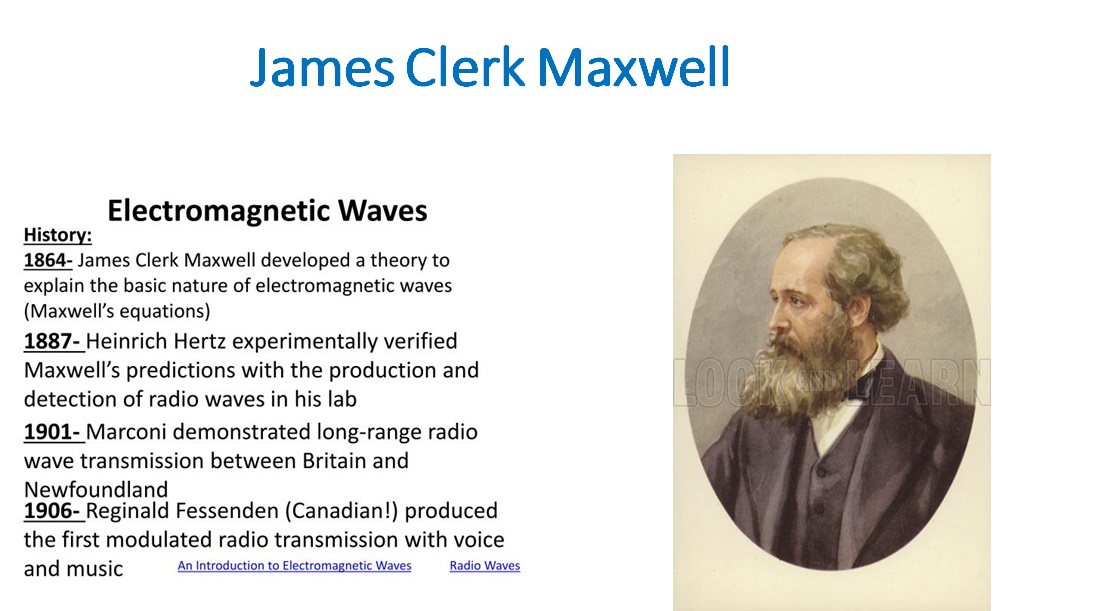 James Clerk Maxwell
Electromagnetic Waves
History:
1864- James Clerk Maxwell developed a theory to
explain the basic nature of electromagnetic waves
(Maxwell’s equations)
1887- Heinrich Hertz experimentally verified
Maxwell’s predictions with the production and
detection of radio waves in his lab
1901- Marconi demonstrated long-range radio
wave transmission between Britain and
Newfoundland
1906- Reginald Fessenden (Canadian!) produced
the first modulated radio transmission with voice
and music
An Introduction to Electromagnetic Waves
Radio Waves
LOOK AND LEARN